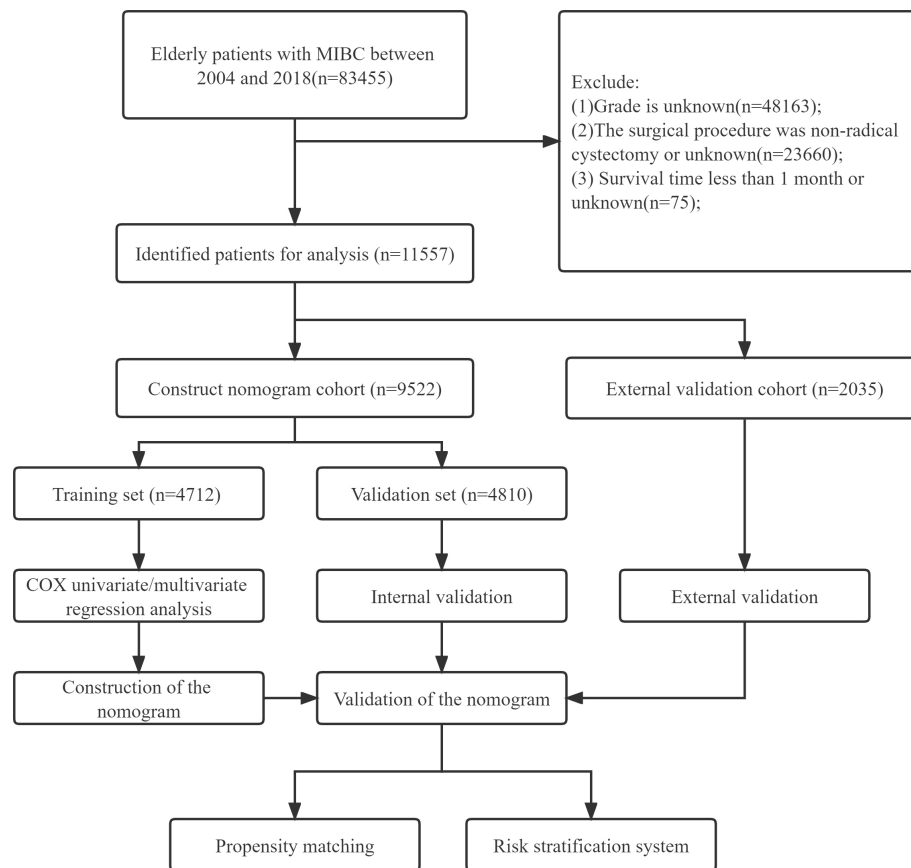 Elderly patients with MIBC between
2004 and 2018(n=83455)
Exclude:
(1)Grade is unknown(n=48163);
(2)The surgical procedure was non-radical
cystectomy or unknown(n=23660);
(3) Survival time less than 1 month or
unknown(n=75);
Identified patients for analysis (n=11557)
Construct nomogram cohort (n=9522)
External validation cohort (n=2035)
Training set (n=4712)
Validation set (n=4810)
COX univariate/multivariate
regression analysis
Internal validation
External validation
Construction of the
nomogram
Validation of the nomogram
Propensity matching
Risk stratification system